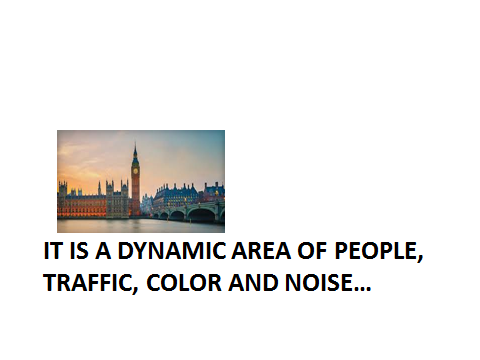 IT IS A DYNAMIC AREA OF PEOPLE,
TRAFFIC, COLOR AND NOISE…